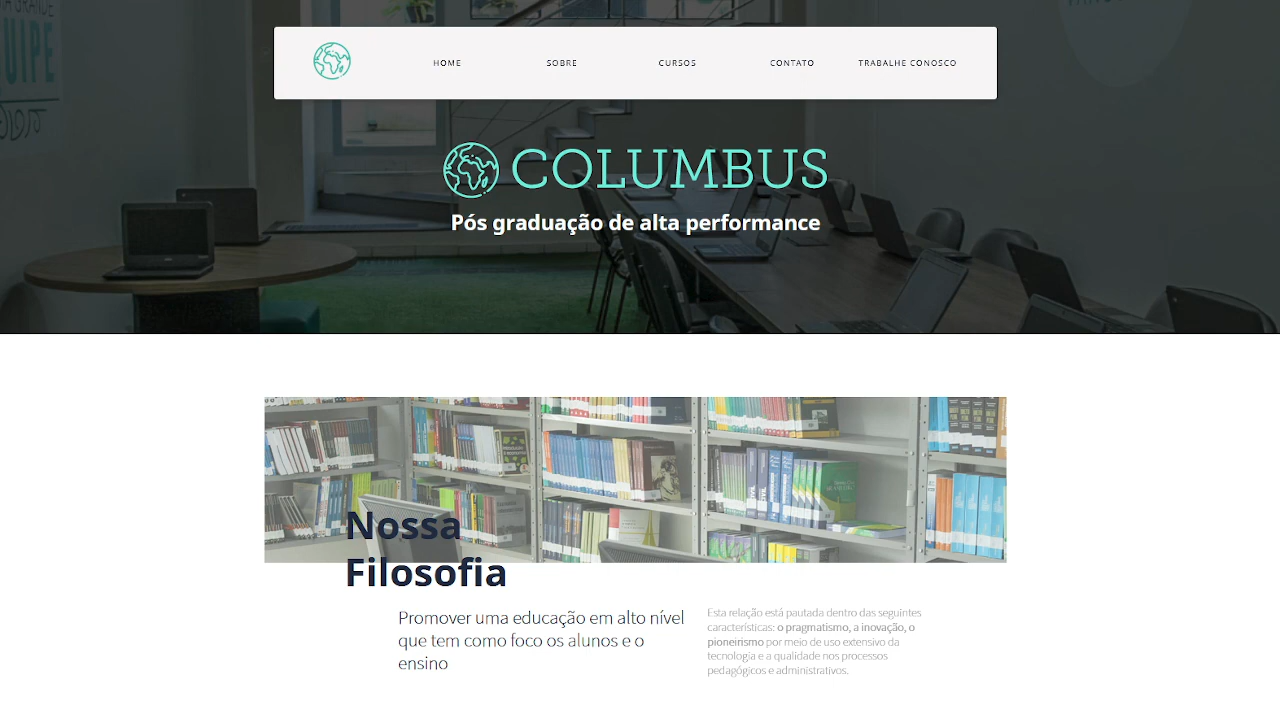 HOME SOBRE CURSOS CONTATO TRABALHE CONOSCO
COLUMBUS
Pós graduação de alta performance
Nossa
Filosofia
Promover uma educação em alto nível
que tem como foco os alunos e o
ensino
Esta relação está pautada dentro das seguintes
características: o pragmatismo, a inovação, o
pioneirismo por meio de uso extensivo da
tecnologia e a qualidade nos processos
pedagógicos e administrativos.